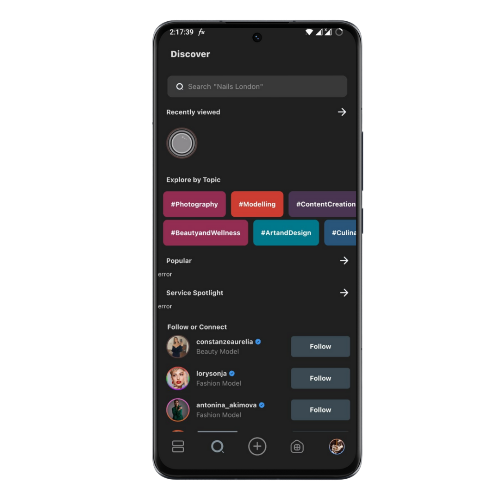 2:17:39
Discover
Search "Nails London"
Recently viewed
Explore by Topic
#Photography #Modelling #ContentCreation
#BeautyandWellness #ArtandDesign #Culina
Popular
error
Service Spotlight
error
Follow or Connect
constanzeaurelia
Beauty Model
Follow
lorysonja
Fashion Model
Follow
antonina_akimova
Fashion Model
Follow